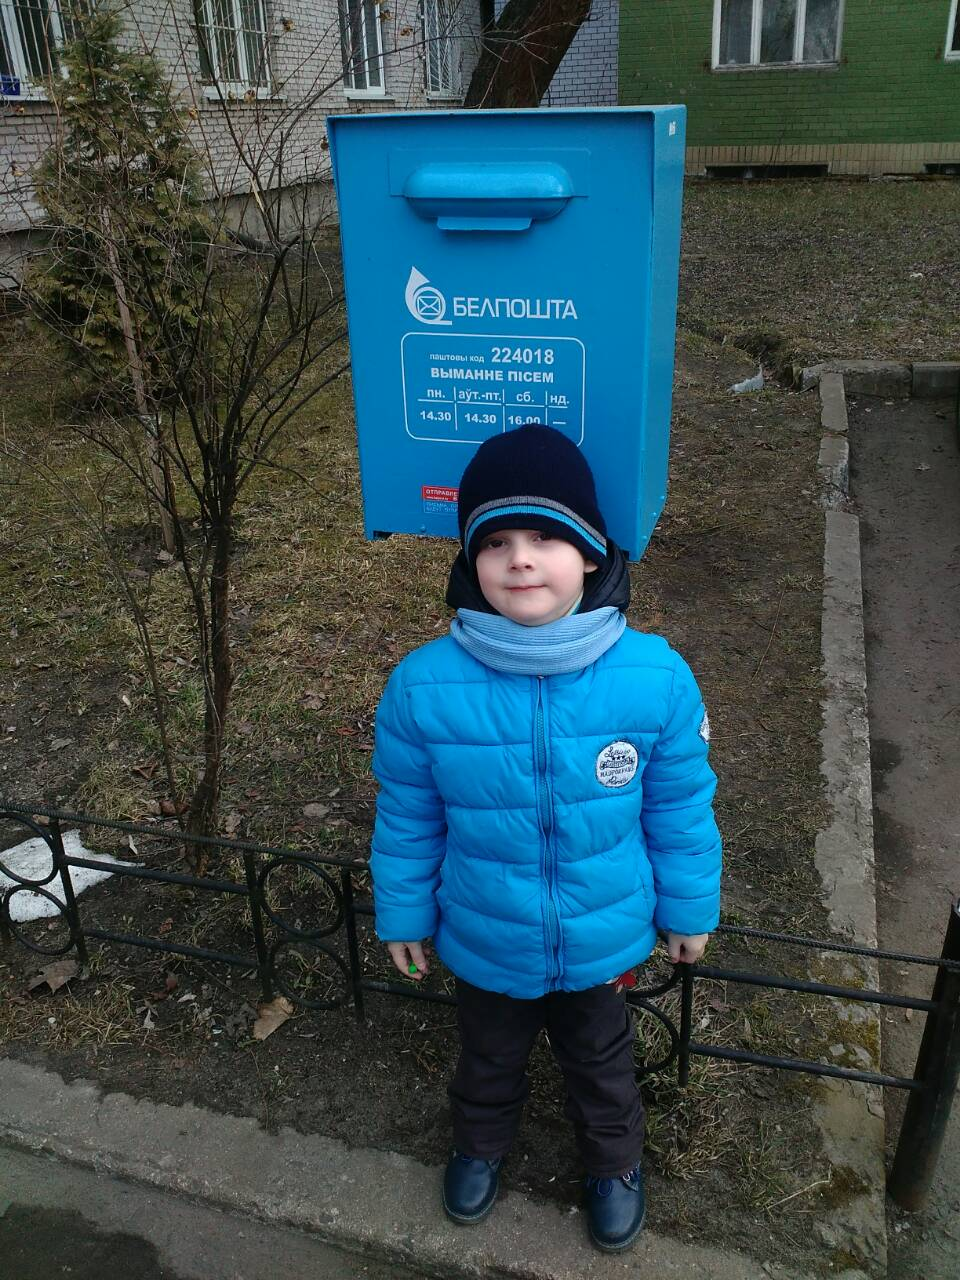 БЕЛПОШТА
паштовы код 224018
ВЫМАННЕ ПІСЕМ
пн. аўт.-пт. сб. нд.
14.30 14.30 16.00 —